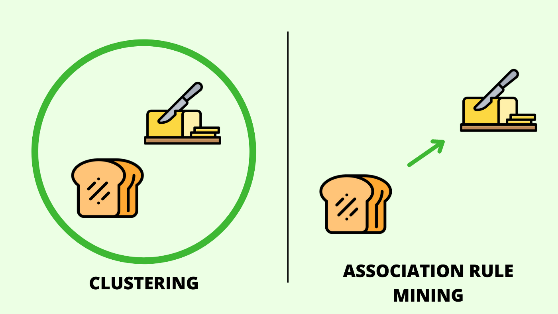 CLUSTERING
ASSOCIATION RULE
MINING